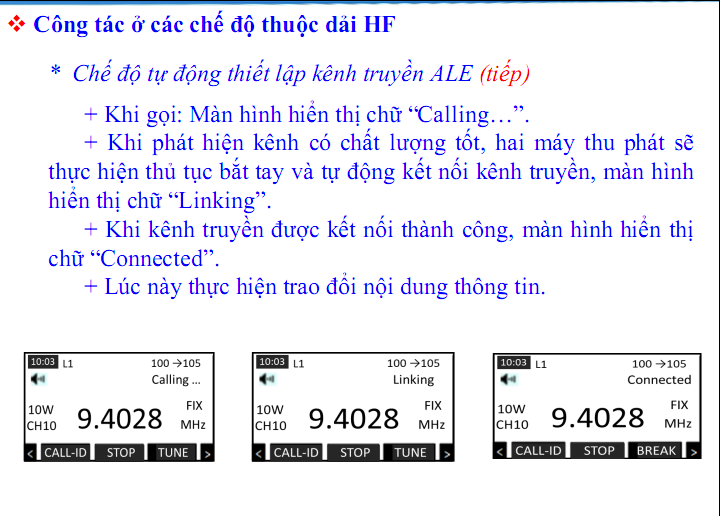 ❖ Công tác ở các chế độ thuộc dải HF
* Chế độ tự động thiết lập kênh truyền ALE (tiếp)
+ Khi gọi: Màn hình hiển thị chữ “Calling…”.
+ Khi phát hiện kênh có chất lượng tốt, hai máy thu phát sẽ
thực hiện thủ tục bắt tay và tự động kết nối kênh truyền, màn hình
hiển thị chữ “Linking”.
+ Khi kênh truyền được kết nối thành công, màn hình hiển thị
chữ “Connected”.
+ Lúc này thực hiện trao đổi nội dung thông tin.
10:03 L1 100 →105
Calling ...
10W FIX
CH10 9.4028 MHz
< CALL-ID STOP TUNE >
10:03 L1 100 →105
Linking
10W FIX
CH10 9.4028 MHz
< CALL-ID STOP TUNE >
10:03 L1 100 →105
Connected
10W FIX
CH10 9.4028 MHz
< CALL-ID STOP BREAK >